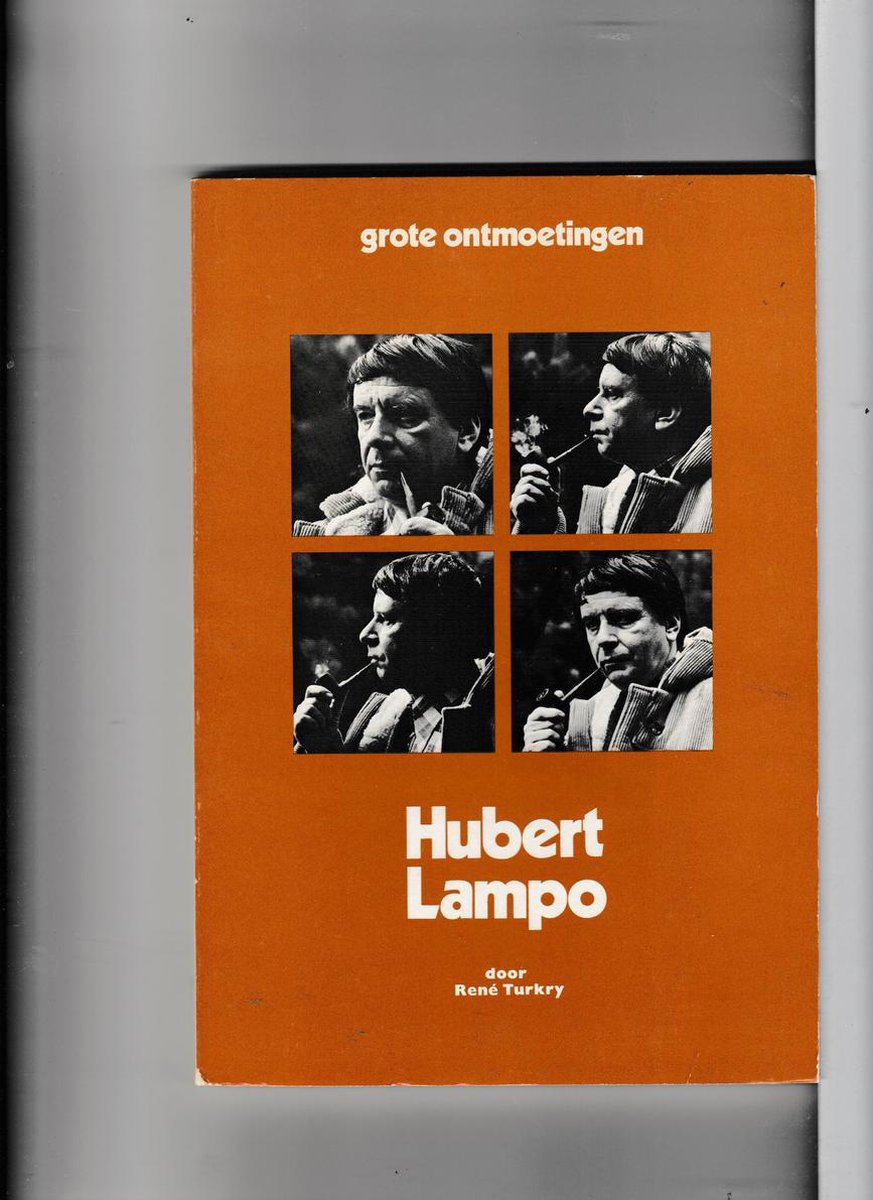 grote ontmoetingen
Hubert
Lampo
door
René Turkry